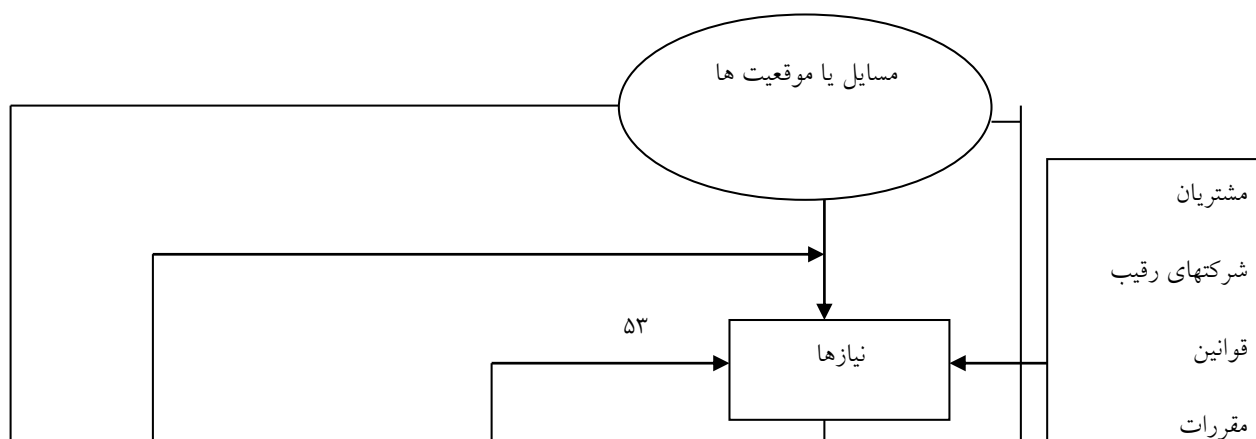 مسایل یا موقعیت ها
مشتریان
شرکتهای رقیب
۵۳
نیازها
قوانین
مقررات